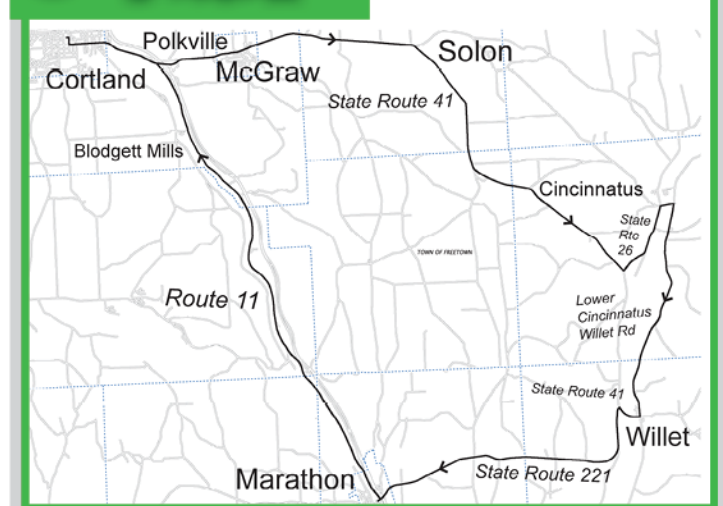 Polkville
Cortland
McGraw
Solon
State Route 41
Blodgett Mills
Cincinnatus
State
Rte
26
TOWN OF FREETOWN
Route 11
Lower
Cincinnatus
Willet Rd
State Route 41
Willet
Marathon
State Route 221